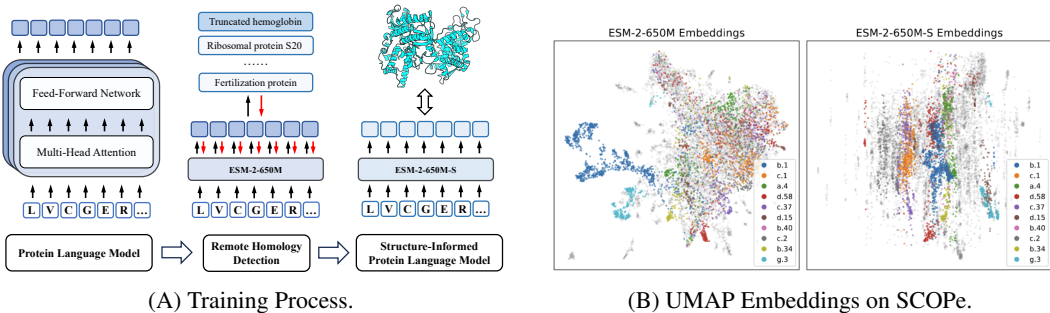 Feed-Forward Network
Multi-Head Attention
L V C G E R ...
Protein Language Model
Truncated hemoglobin
Ribosomal protein S20
......
Fertilization protein
ESM-2-650M
L V C G E R ...
Remote Homology
Detection
ESM-2-650M-S
L V C G E R ...
Structure-Informed
Protein Language Model
(A) Training Process.
ESM-2-650M Embeddings
b.1
c.1
a.4
d.58
c.37
d.15
b.40
c.2
b.34
g.3
ESM-2-650M-S Embeddings
b.1
c.1
a.4
d.58
c.37
d.15
b.40
c.2
b.34
g.3
(B) UMAP Embeddings on SCOPe.